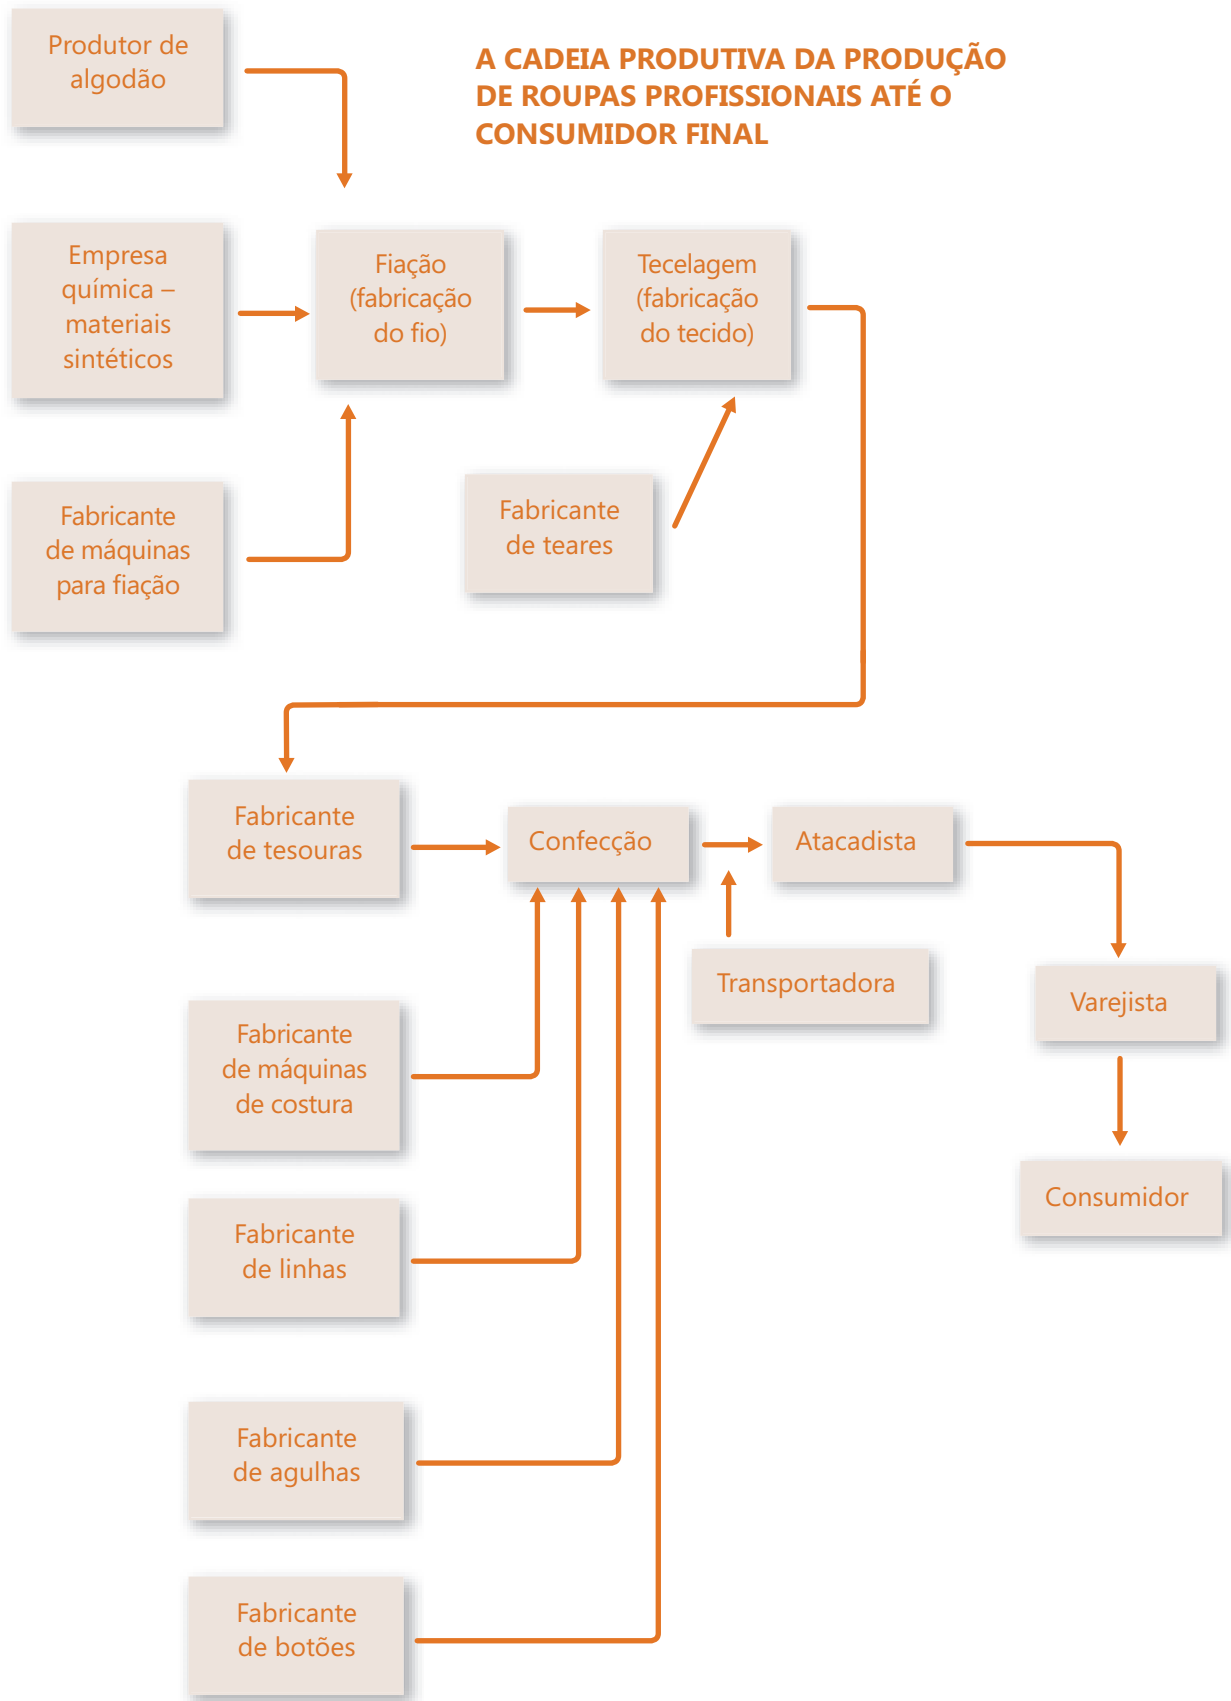 A CADEIA PRODUTIVA DA PRODUÇÃO
DE ROUPAS PROFISSIONAIS ATÉ O
CONSUMIDOR FINAL
Produtor de
algodão
Empresa
química –
materiais
sintéticos
Fiação
(fabricação
do fio)
Tecelagem
(fabricação
do tecido)
Fabricante
de máquinas
para fiação
Fabricante
de teares
Fabricante
de tesouras
Confecção
Atacadista
Transportadora
Varejista
Consumidor
Fabricante
de máquinas
de costura
Fabricante
de linhas
Fabricante
de agulhas
Fabricante
de botões